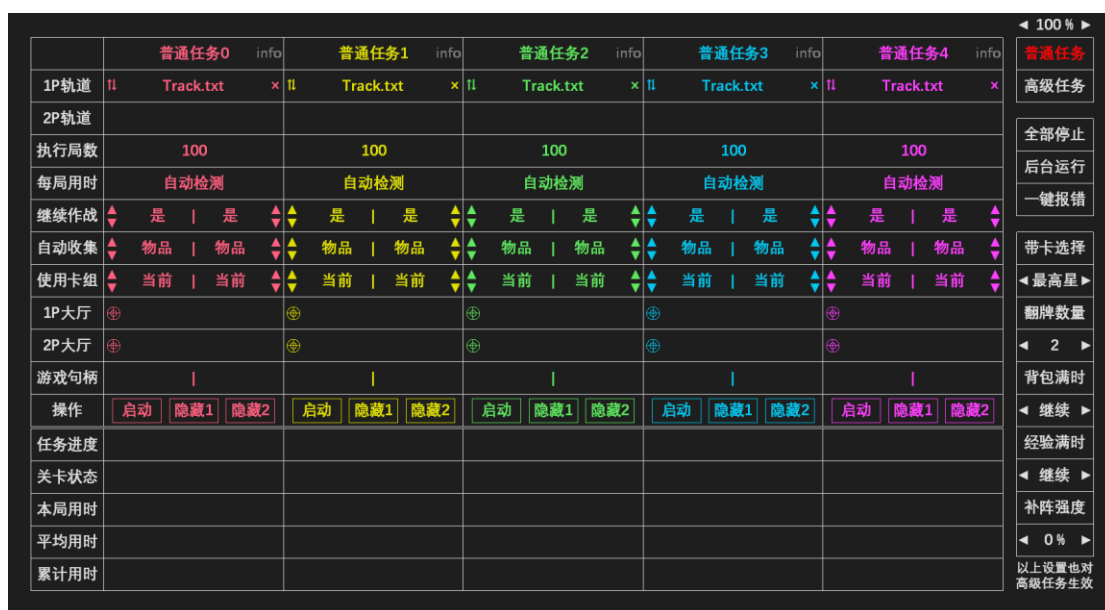 ◄ 100 % ►
普通任务0 info 普通任务1 info 普通任务2 info 普通任务3 info 普通任务4 info 普通任务
1P轨道 ⇅ Track.txt × ⇅ Track.txt × ⇅ Track.txt × ⇅ Track.txt × ⇅ Track.txt × 高级任务
2P轨道
执行局数 100 100 100 100 100 全部停止
每局用时 自动检测 自动检测 自动检测 自动检测 自动检测 后台运行
继续作战 是 | 是 是 | 是 是 | 是 是 | 是 是 | 是 一键报错
自动收集 物品 | 物品 物品 | 物品 物品 | 物品 物品 | 物品 物品 | 物品 带卡选择
使用卡组 当前 | 当前 当前 | 当前 当前 | 当前 当前 | 当前 当前 | 当前 ◄最高星►
1P大厅 翻牌数量
2P大厅 ◄ 2 ►
游戏句柄 | | | | | 背包满时
操作 启动 隐藏1 隐藏2 启动 隐藏1 隐藏2 启动 隐藏1 隐藏2 启动 隐藏1 隐藏2 启动 隐藏1 隐藏2 ◄ 继续 ►
任务进度 经验满时
关卡状态 ◄ 继续 ►
本局用时 补阵强度
平均用时 ◄ 0 % ►
累计用时 以上设置也对
高级任务生效